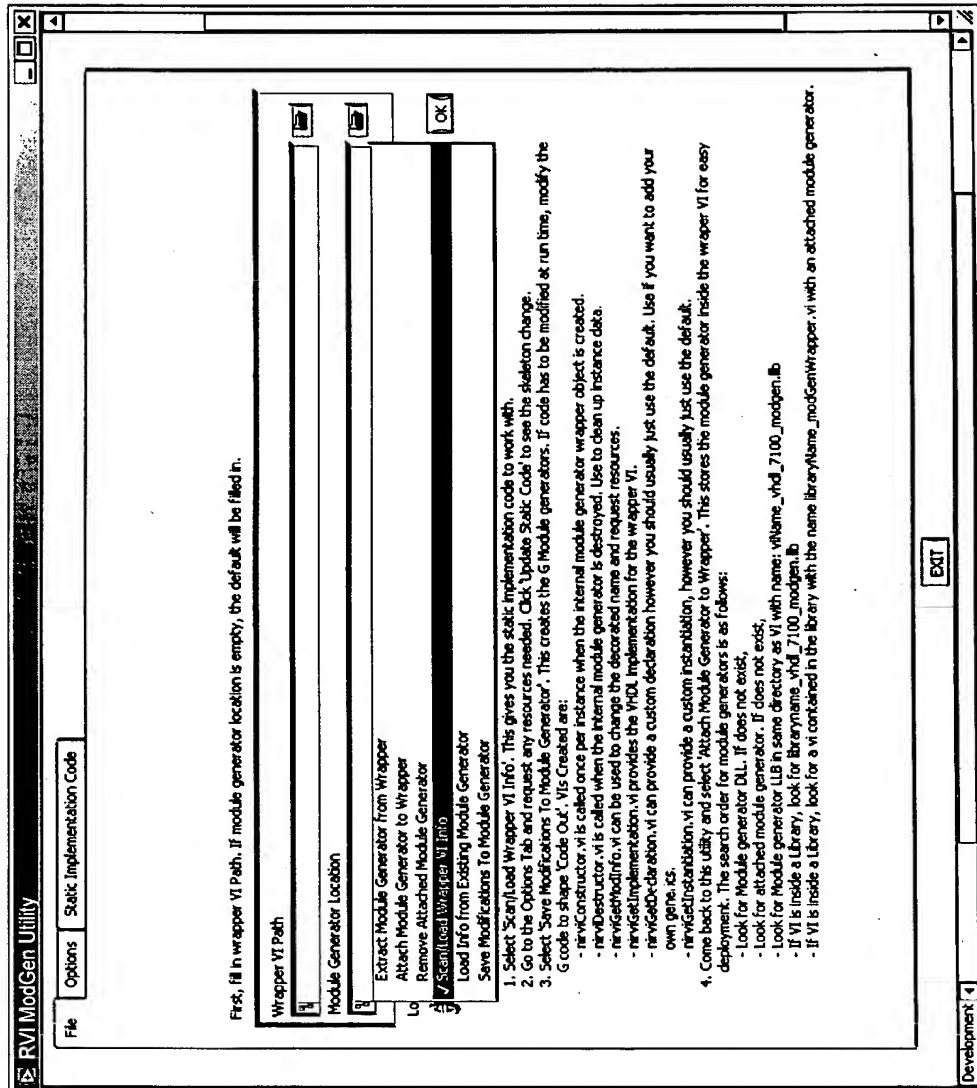 RVI ModGen Utility
File
Options
Static Implementation Code
First, fill in wrapper VI Path. If module generator location is empty, the default will be filled in.
Wrapper VI Path
Module Generator Location
Extract Module Generator from Wrapper
Attach Module Generator to Wrapper
Remove Attached Module Generator
Lo
✓ Scan/Load Wrapper VI Info
OK
Load Info from Existing Module Generator
Save Modifications To Module Generator
1. Select 'Scan/Load Wrapper VI Info'. This gives you the static implementation code to work with.
2. Go to the Options Tab and request any resources needed. Click 'Update Static Code' to see the skeleton change.
3. Select 'Save Modifications To Module Generator'. This creates the G Module generators. If code has to be modified at run time, modify the
G code to shape 'Code Out'. VIs Created are:
- nirviConstructor.vi is called once per instance when the internal module generator wrapper object is created.
- nirviDestructor.vi is called when the internal module generator is destroyed. Use to clean up instance data.
- nirviGetModInfo.vi can be used to change the decorated name and request resources.
- nirviGetImplementation.vi provides the VHDL Implementation for the wrapper VI.
- nirviGetDeclaration.vi can provide a custom declaration however you should usually just use the default. Use if you want to add your
own gene.ics.
- nirviGetInstantiation.vi can provide a custom instantiation, however you should usually just use the default.
4. Come back to this utility and select 'Attach Module Generator to Wrapper'. This stores the module generator inside the wraper VI for easy
deployment. The search order for module generators is as follows:
- Look for Module generator DLL. If does not exist,
- Look for attached module generator. If does not exist,
- Look for Module generator LLB in same directory as VI with name: viName_vhdl_7100_modgen.llb
- If VI is inside a Library, look for libraryname_vhdl_7100_modgen.llb
- If VI is inside a Library, look for a vi contained in the library with the name libraryName_modGenWrapper.vi with an attached module generator.
EXIT
Development